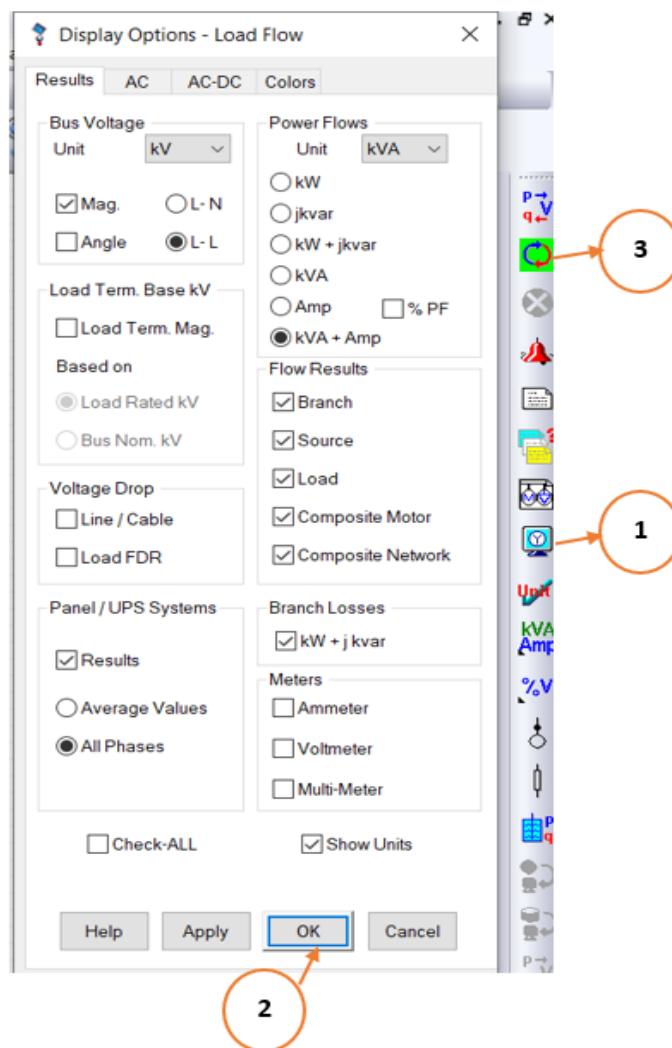 Display Options - Load Flow
Results AC AC-DC Colors
Bus Voltage
Unit kV
Mag. L- N
Angle L- L
Load Term. Base kV
Load Term. Mag.
Based on
Load Rated kV
Bus Nom. kV
Voltage Drop
Line / Cable
Load FDR
Panel / UPS Systems
Results
Average Values
All Phases
Power Flows
Unit kVA
kW
jkvar
kW + jkvar
kVA
Amp % PF
kVA + Amp
Flow Results
Branch
Source
Load
Composite Motor
Composite Network
Branch Losses
kW + j kvar
Meters
Ammeter
Voltmeter
Multi-Meter
Check-ALL Show Units
Help Apply OK Cancel
P V
q
3
?
M
1
Unit
kVA
Amp
%V
P
q
P
V
2